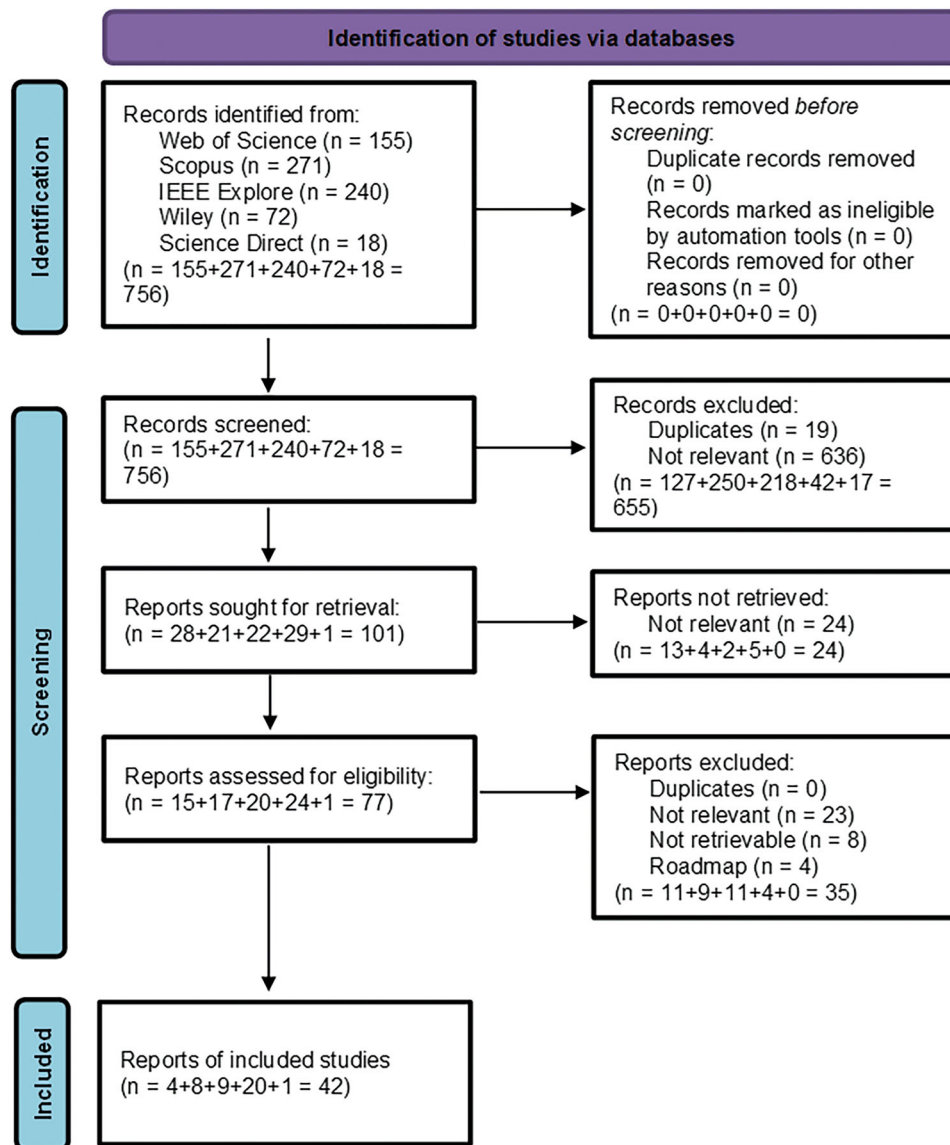 Identification of studies via databases
Identification
Records identified from:
Web of Science (n = 155)
Scopus (n = 271)
IEEE Explore (n = 240)
Wiley (n = 72)
Science Direct (n = 18)
(n = 155+271+240+72+18 =
756)
Records removed before
screening:
Duplicate records removed
(n = 0)
Records marked as ineligible
by automation tools (n = 0)
Records removed for other
reasons (n = 0)
(n = 0+0+0+0+0 = 0)
Screening
Records screened:
(n = 155+271+240+72+18 =
756)
Records excluded:
Duplicates (n = 19)
Not relevant (n = 636)
(n = 127+250+218+42+17 =
655)
Reports sought for retrieval:
(n = 28+21+22+29+1 = 101)
Reports not retrieved:
Not relevant (n = 24)
(n = 13+4+2+5+0 = 24)
Reports assessed for eligibility:
(n = 15+17+20+24+1 = 77)
Reports excluded:
Duplicates (n = 0)
Not relevant (n = 23)
Not retrievable (n = 8)
Roadmap (n = 4)
(n = 11+9+11+4+0 = 35)
Included
Reports of included studies
(n = 4+8+9+20+1 = 42)